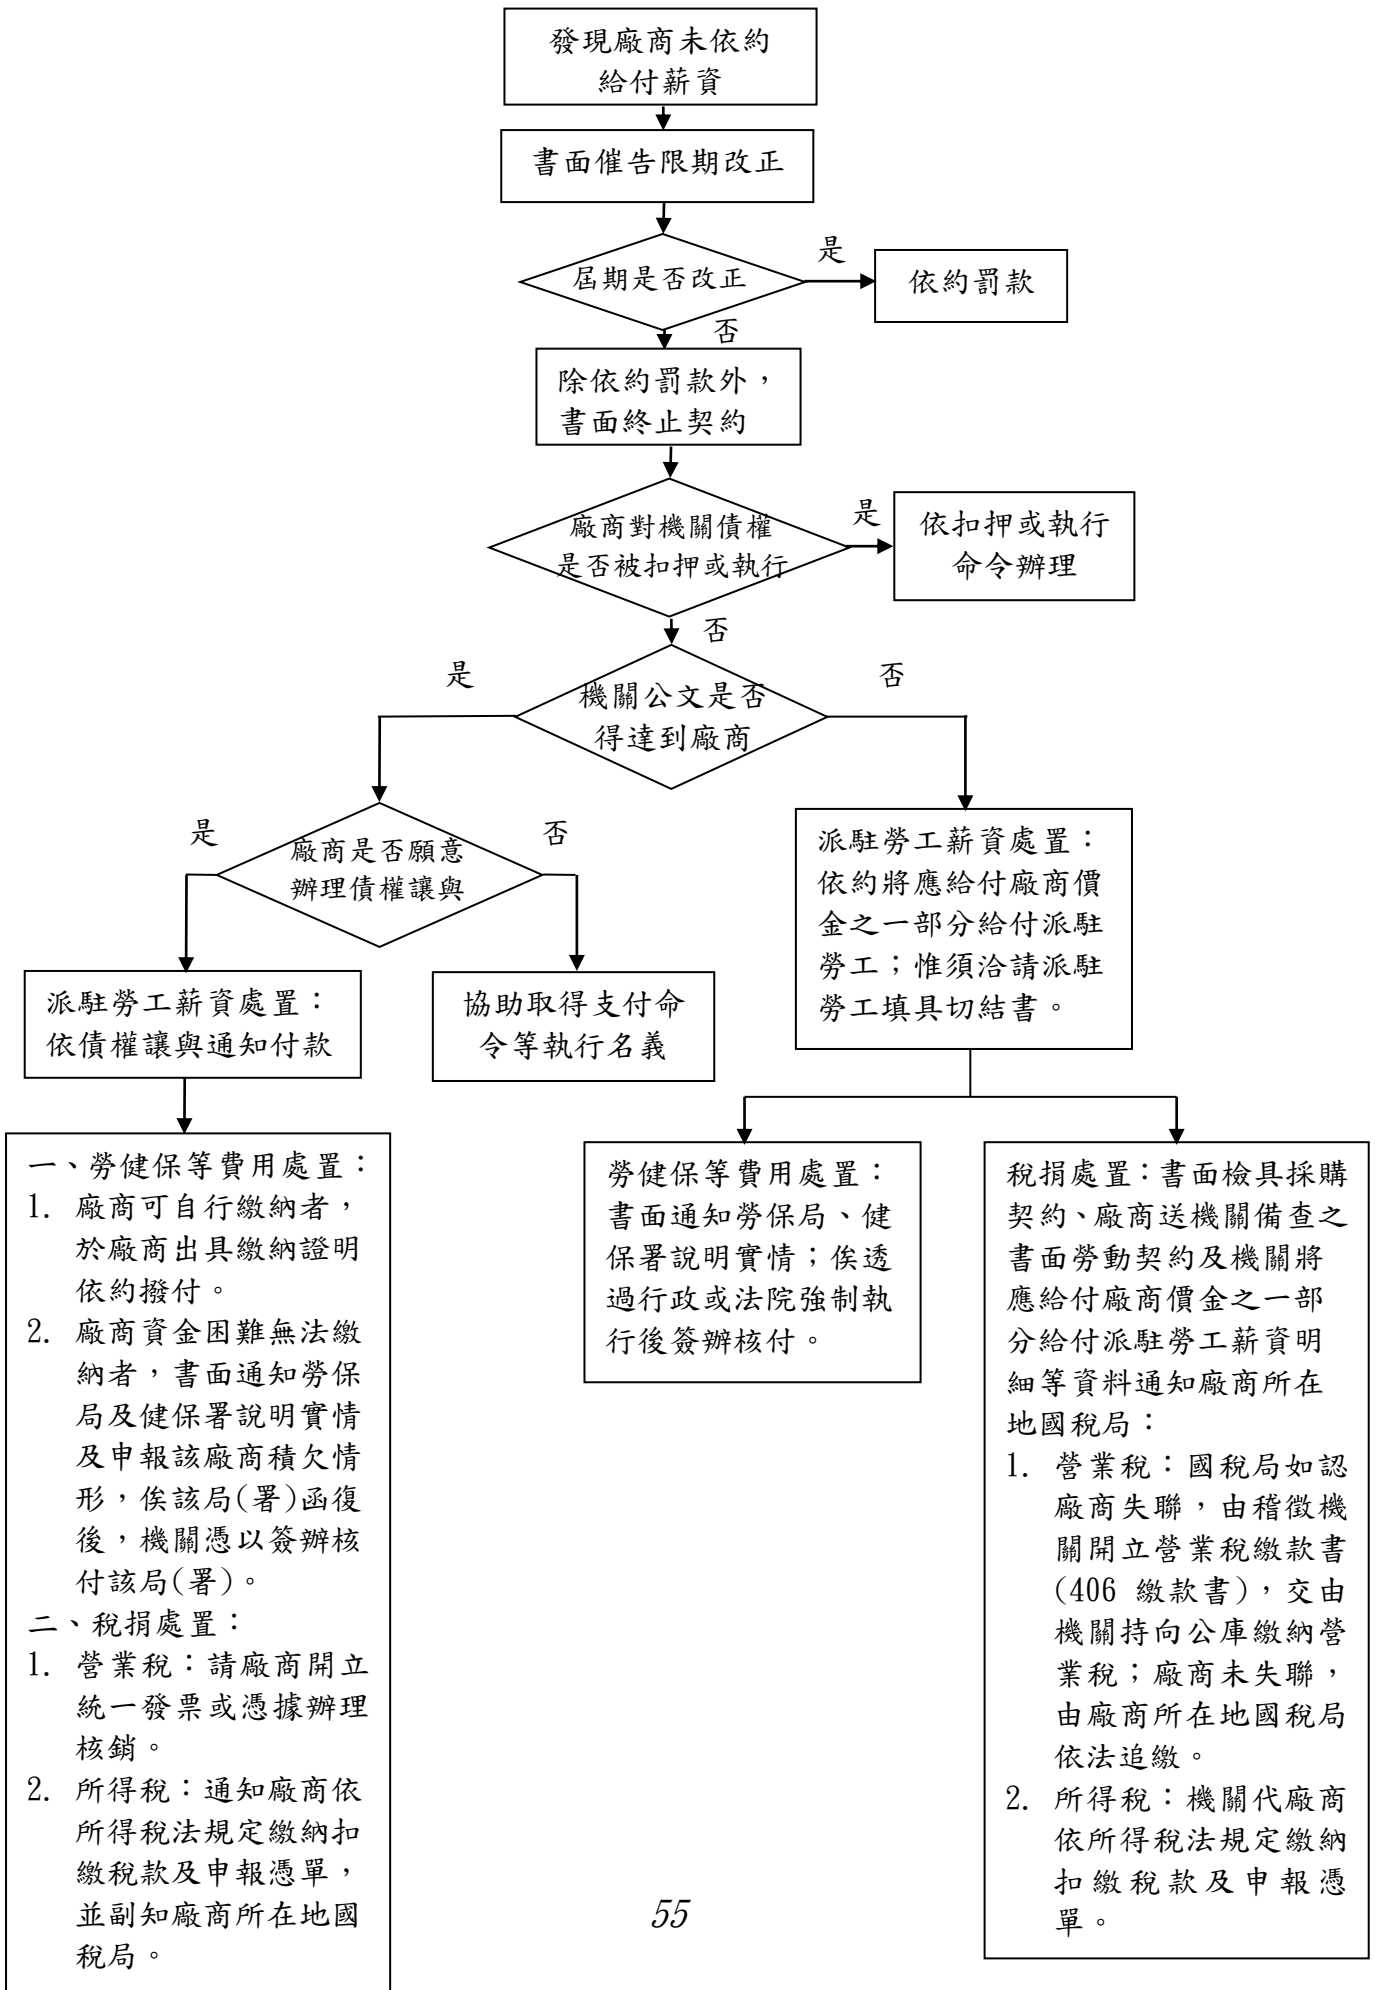 發現廠商未依約
給付薪資
書面催告限期改正
屆期是否改正
是
依約罰款
否
除依約罰款外，
書面終止契約
廠商對機關債權
是否被扣押或執行
是
依扣押或執行
命令辦理
否
機關公文是否
得達到廠商
是
否
廠商是否願意
辦理債權讓與
是
否
派駐勞工薪資處置：
依約將應給付廠商價
金之一部分給付派駐
勞工；惟須洽請派駐
勞工填具切結書。
派駐勞工薪資處置：
依債權讓與通知付款
協助取得支付命
令等執行名義
一、勞健保等費用處置：
1. 廠商可自行繳納者，
於廠商出具繳納證明
依約撥付。
2. 廠商資金困難無法繳
納者，書面通知勞保
局及健保署說明實情
及申報該廠商積欠情
形，俟該局(署)函復
後，機關憑以簽辦核
付該局(署)。
二、稅捐處置：
1. 營業稅：請廠商開立
統一發票或憑據辦理
核銷。
2. 所得稅：通知廠商依
所得稅法規定繳納扣
繳稅款及申報憑單，
並副知廠商所在地國
稅局。
勞健保等費用處置：
書面通知勞保局、健
保署說明實情；俟透
過行政或法院強制執
行後簽辦核付。
稅捐處置：書面檢具採購
契約、廠商送機關備查之
書面勞動契約及機關將
應給付廠商價金之一部
分給付派駐勞工薪資明
細等資料通知廠商所在
地國稅局：
1. 營業稅：國稅局如認
廠商失聯，由稽徵機
關開立營業稅繳款書
(406 繳款書)，交由
機關持向公庫繳納營
業稅；廠商未失聯，
由廠商所在地國稅局
依法追繳。
2. 所得稅：機關代廠商
依所得稅法規定繳納
扣繳稅款及申報憑
單。
55